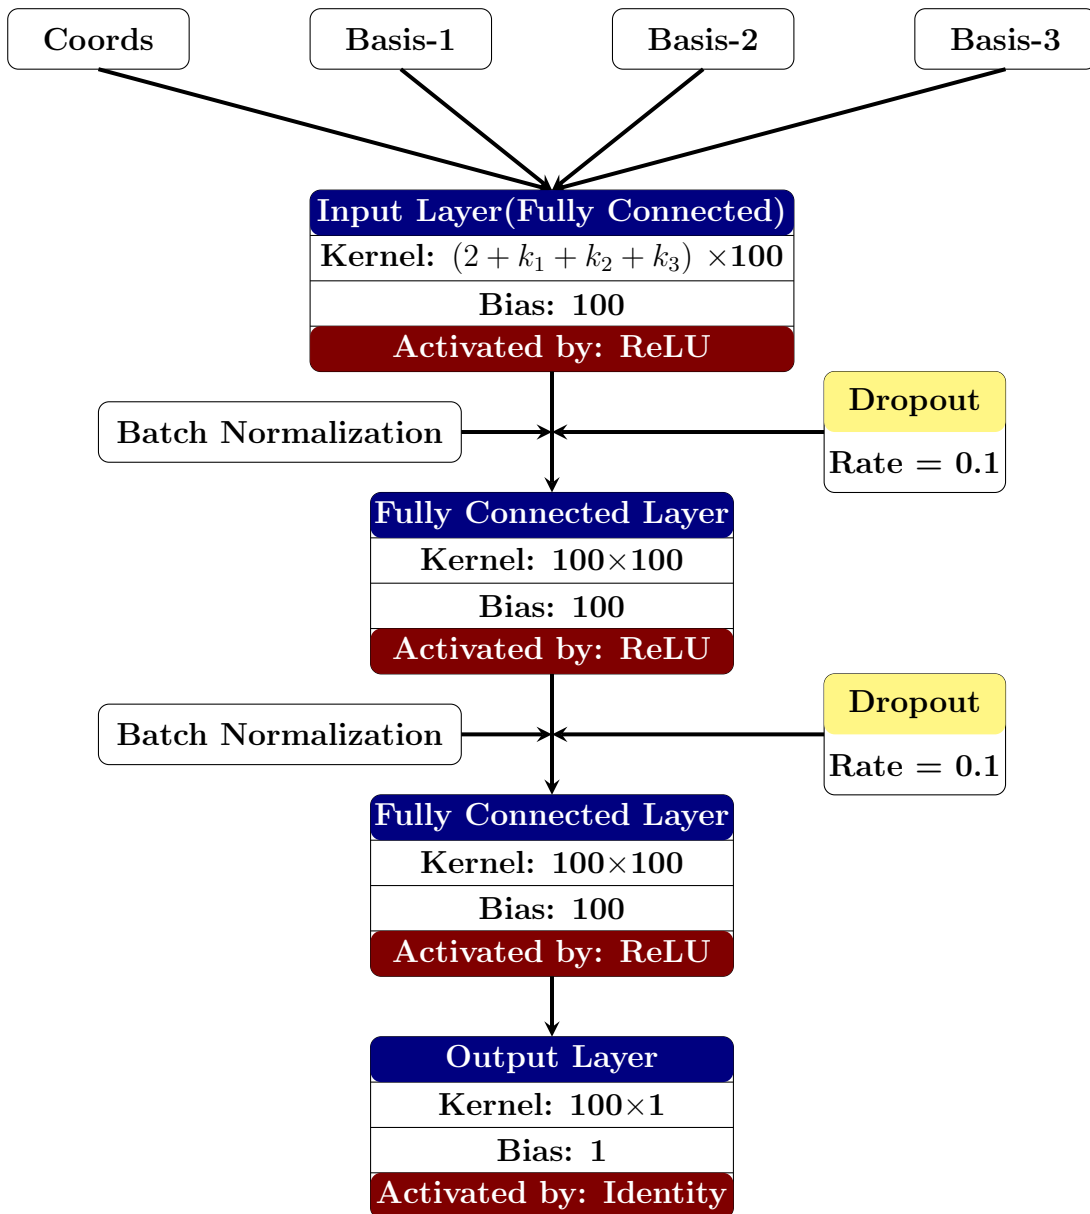 Coords
Basis-1
Basis-2
Basis-3
Input Layer(Fully Connected)
Kernel: (2 + k₁ + k₂ + k₃) ×100
Bias: 100
Activated by: ReLU
Batch Normalization
Dropout
Rate = 0.1
Fully Connected Layer
Kernel: 100×100
Bias: 100
Activated by: ReLU
Batch Normalization
Dropout
Rate = 0.1
Fully Connected Layer
Kernel: 100×100
Bias: 100
Activated by: ReLU
Output Layer
Kernel: 100×1
Bias: 1
Activated by: Identity